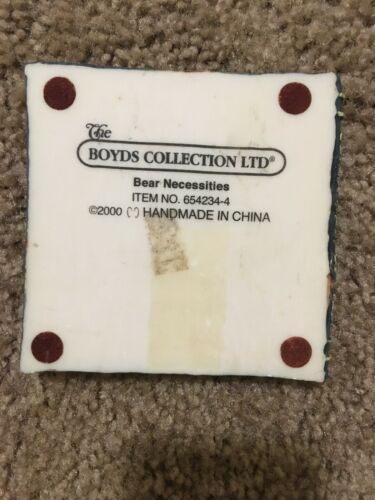 The
BOYDS COLLECTION LTD®
Bear Necessities
ITEM NO. 654234-4
©2000 HANDMADE IN CHINA